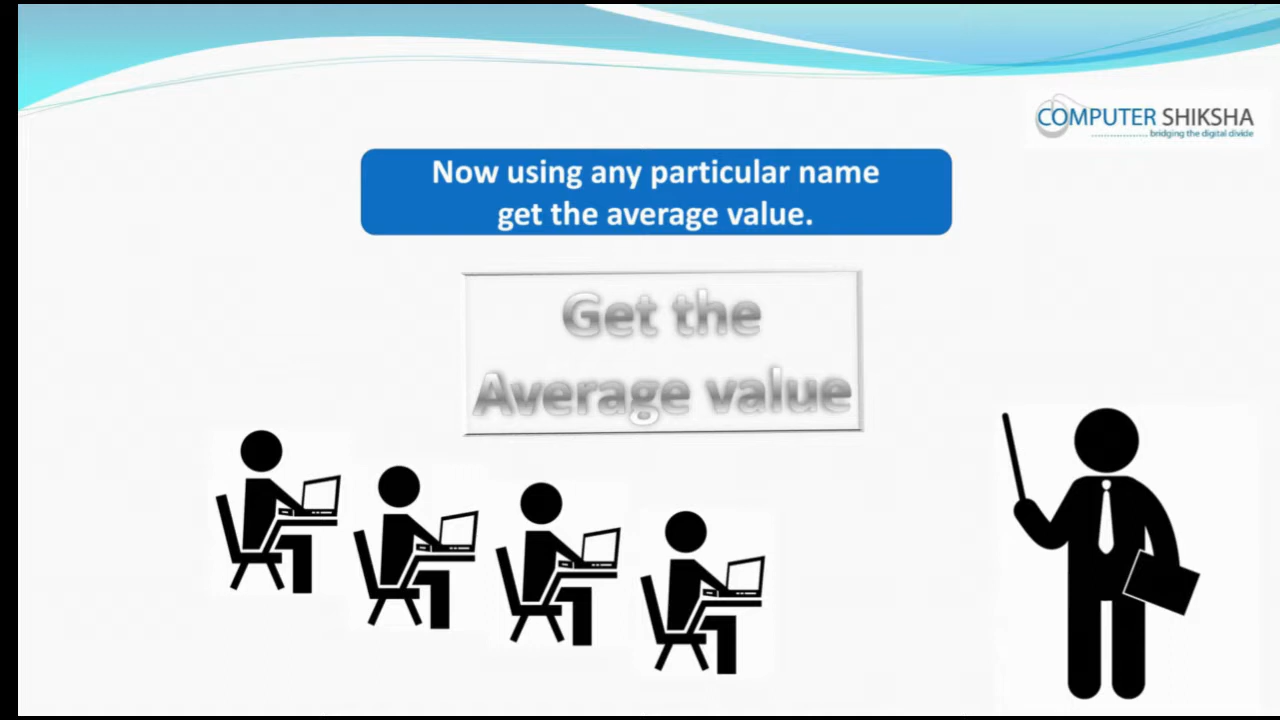 COMPUTER SHIKSHA
.................... bridging the digital divide
Now using any particular name
get the average value.
Get the
Average value